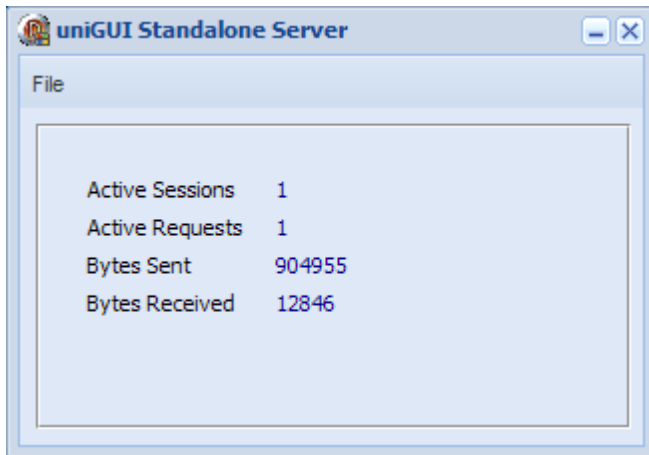 uniGUI Standalone Server
File
Active Sessions 1
Active Requests 1
Bytes Sent 904955
Bytes Received 12846